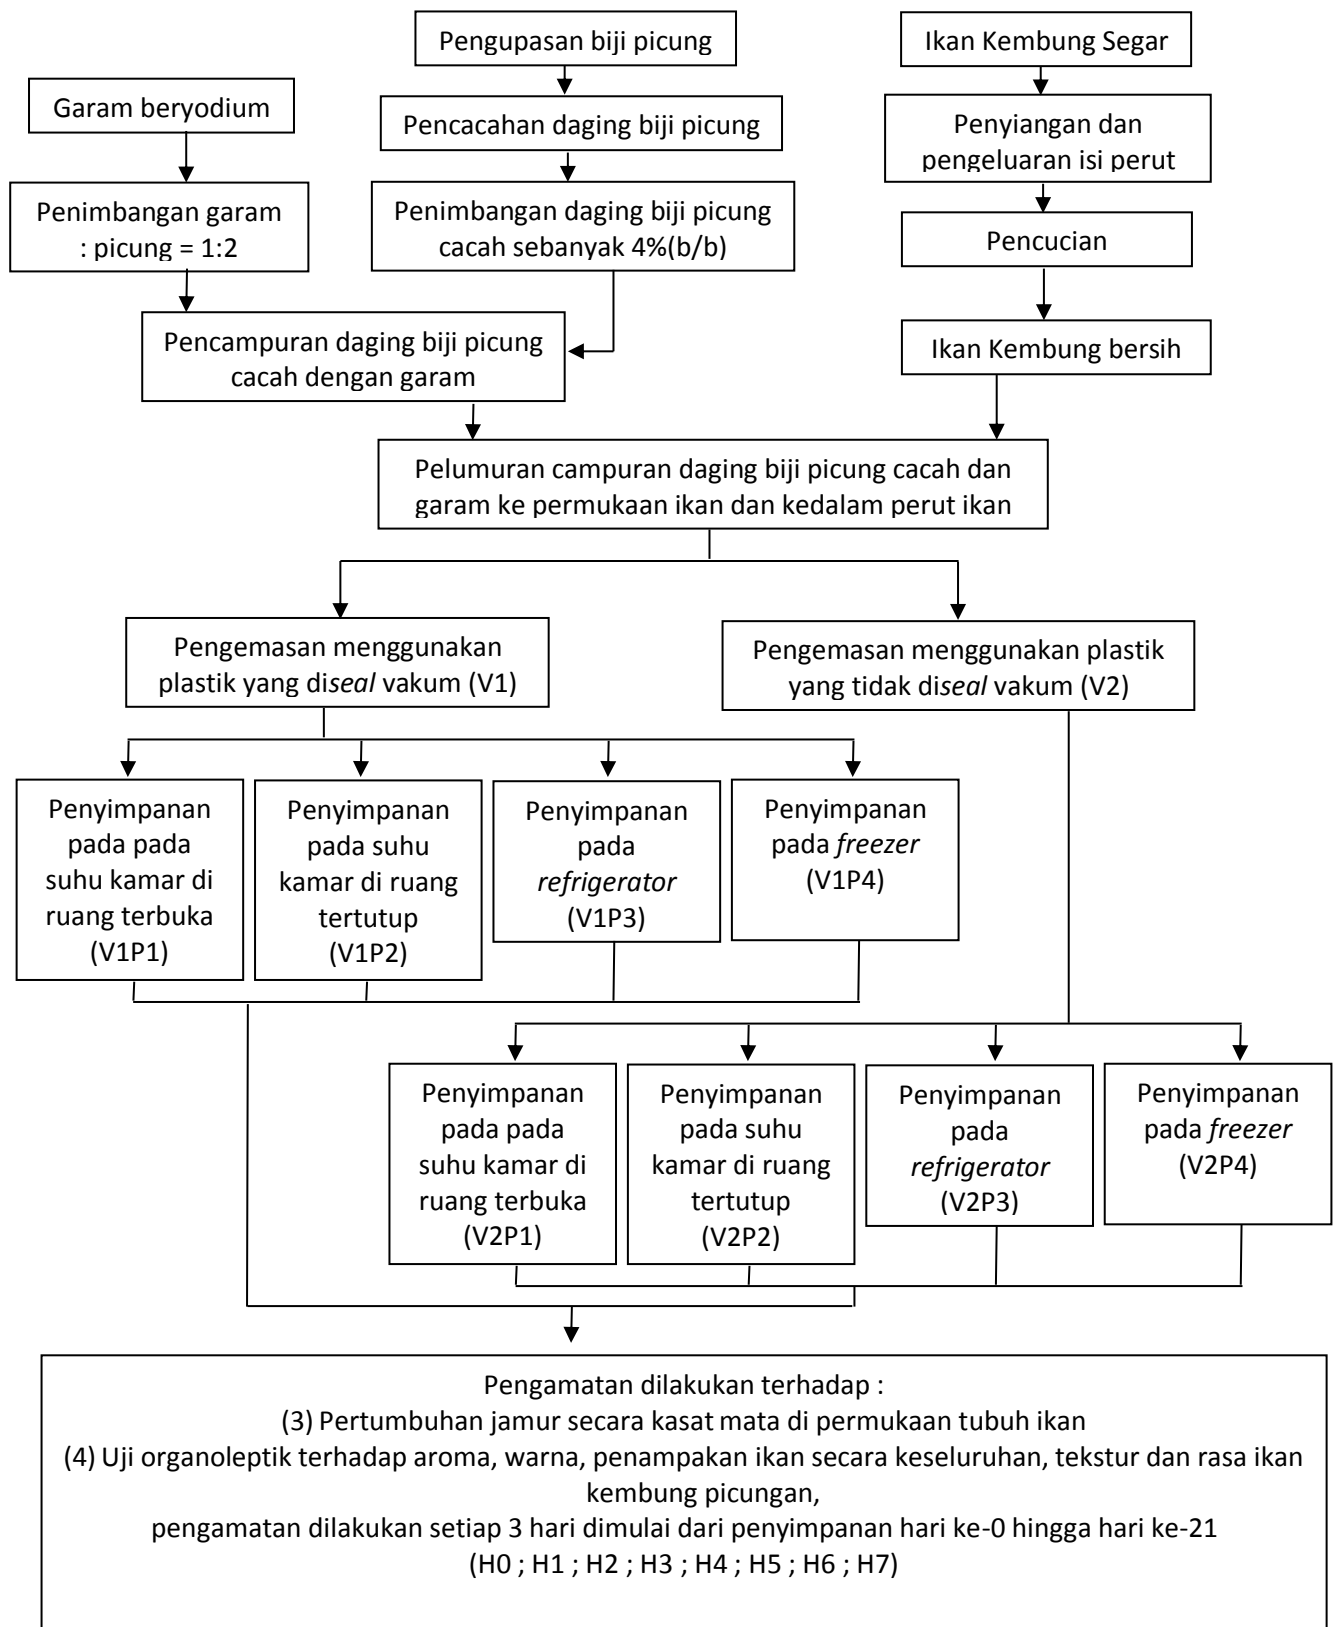 Pengupasan biji picung
Ikan Kembung Segar
Garam beryodium
Pencacahan daging biji picung
Penyiangan dan
pengeluaran isi perut
Penimbangan garam
: picung = 1:2
Penimbangan daging biji picung
cacah sebanyak 4%(b/b)
Pencucian
Pencampuran daging biji picung
cacah dengan garam
Ikan Kembung bersih
Pelumuran campuran daging biji picung cacah dan
garam ke permukaan ikan dan kedalam perut ikan
Pengemasan menggunakan
plastik yang diseal vakum (V1)
Pengemasan menggunakan plastik
yang tidak diseal vakum (V2)
Penyimpanan
pada pada
suhu kamar di
ruang terbuka
(V1P1)
Penyimpanan
pada suhu
kamar di ruang
tertutup
(V1P2)
Penyimpanan
pada
refrigerator
(V1P3)
Penyimpanan
pada freezer
(V1P4)
Penyimpanan
pada pada
suhu kamar di
ruang terbuka
(V2P1)
Penyimpanan
pada suhu
kamar di ruang
tertutup
(V2P2)
Penyimpanan
pada
refrigerator
(V2P3)
Penyimpanan
pada freezer
(V2P4)
Pengamatan dilakukan terhadap :
(3) Pertumbuhan jamur secara kasat mata di permukaan tubuh ikan
(4) Uji organoleptik terhadap aroma, warna, penampakan ikan secara keseluruhan, tekstur dan rasa ikan
kembung picungan,
pengamatan dilakukan setiap 3 hari dimulai dari penyimpanan hari ke-0 hingga hari ke-21
(H0 ; H1 ; H2 ; H3 ; H4 ; H5 ; H6 ; H7)